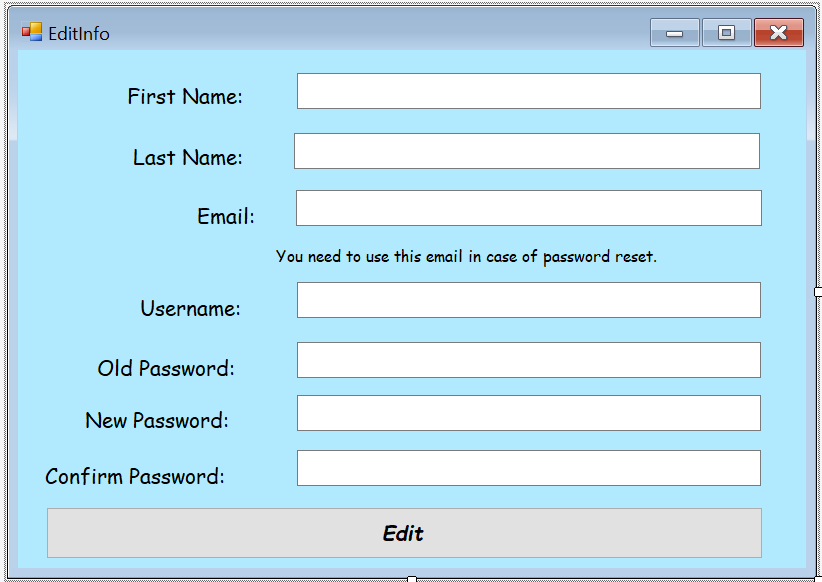 EditInfo
First Name:
Last Name:
Email:
You need to use this email in case of password reset.
Username:
Old Password:
New Password:
Confirm Password:
Edit